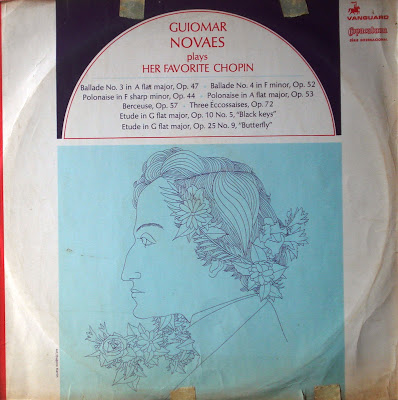 GUIOMAR
NOVAES
plays
HER FAVORITE CHOPIN
Ballade No. 3 in A flat major, Op. 47 · Ballade No. 4 in F minor, Op. 52
Polonaise in F sharp minor, Op. 44 · Polonaise in A flat major, Op. 53
Berceuse, Op. 57 · Three Ecossaises, Op. 72
Etude in G flat major, Op. 10 No. 5, "Black keys"
Etude in G flat major, Op. 25 No. 9, "Butterfly"
VANGUARD
Copacabana